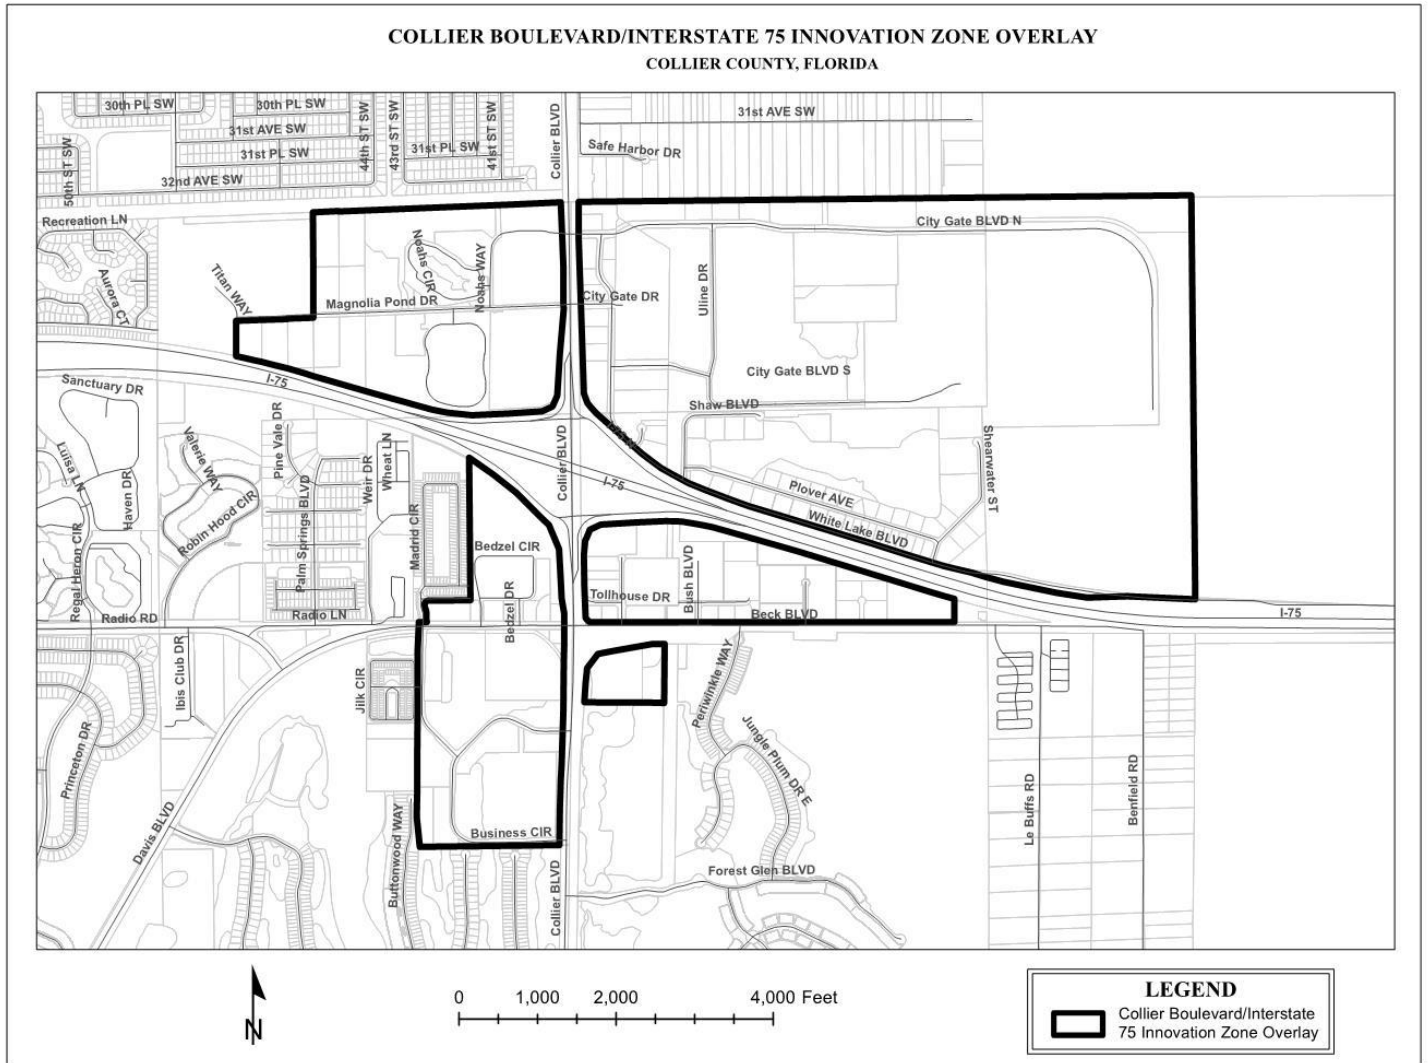 COLLIER BOULEVARD/INTERSTATE 75 INNOVATION ZONE OVERLAY
COLLIER COUNTY, FLORIDA
30th PL SW
30th PL SW
31st AVE SW
31st PL SW
32nd AVE SW
50th ST SW
44th ST SW
43rd ST SW
31st PL SW
41st ST SW
Collier BLVD
31st AVE SW
Safe Harbor DR
Recreation LN
Aurora CT
Titan WAY
Noahs CIR
Noahs WAY
Magnolia Pond DR
City Gate BLVD N
City Gate DR
Uline DR
City Gate BLVD S
Shaw BLVD
I-75
Sanctuary DR
Luisa LN
Haven DR
Valerie WAY
Pine Vale DR
Robin Hood CIR
Palm Springs BLVD
Weir DR
Wheat LN
Madrid CIR
Collier BLVD
I-75 N
I-75
Plover AVE
White Lake BLVD
Shearwater ST
Regal Heron CIR
Radio RD
Radio LN
Bedzel CIR
Bedzel DR
Tollhouse DR
Bush BLVD
Beck BLVD
I-75
Ibis Club DR
Jilk CIR
Princeton DR
Periwinkle WAY
Jungle Plum DR E
Davis BLVD
Buttonwood WAY
Business CIR
Collier BLVD
Forest Glen BLVD
Le Buffs RD
Benfield RD
N
0 1,000 2,000 4,000 Feet
LEGEND
Collier Boulevard/Interstate
75 Innovation Zone Overlay